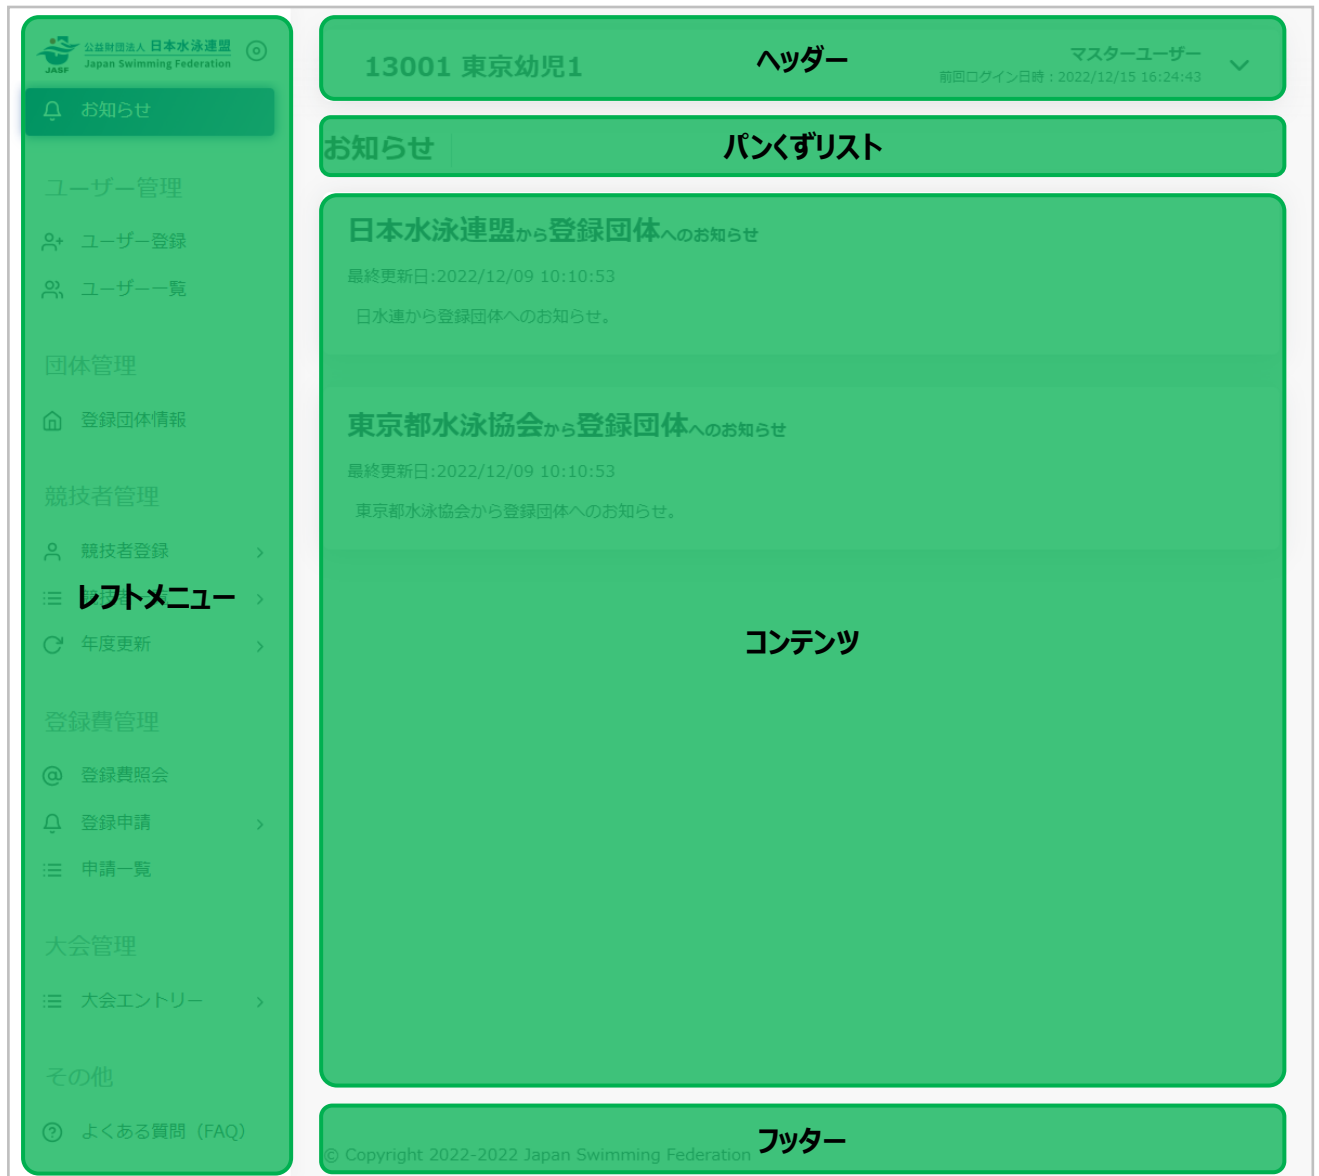 公益財団法人 日本水泳連盟
Japan Swimming Federation
JASF
お知らせ
ユーザー管理
ユーザー登録
ユーザー一覧
団体管理
登録団体情報
競技者管理
競技者登録
レフトメニュー
年度更新
登録費管理
登録費照会
登録申請
申請一覧
大会管理
大会エントリー
その他
よくある質問（FAQ）
13001 東京幼児1
ヘッダー
マスターユーザー
前回ログイン日時：2022/12/15 16:24:43
お知らせ
パンくずリスト
日本水泳連盟から登録団体へのお知らせ
最終更新日:2022/12/09 10:10:53
日水連から登録団体へのお知らせ。
東京都水泳協会から登録団体へのお知らせ
最終更新日:2022/12/09 10:10:53
東京都水泳協会から登録団体へのお知らせ。
コンテンツ
フッター
© Copyright 2022-2022 Japan Swimming Federation